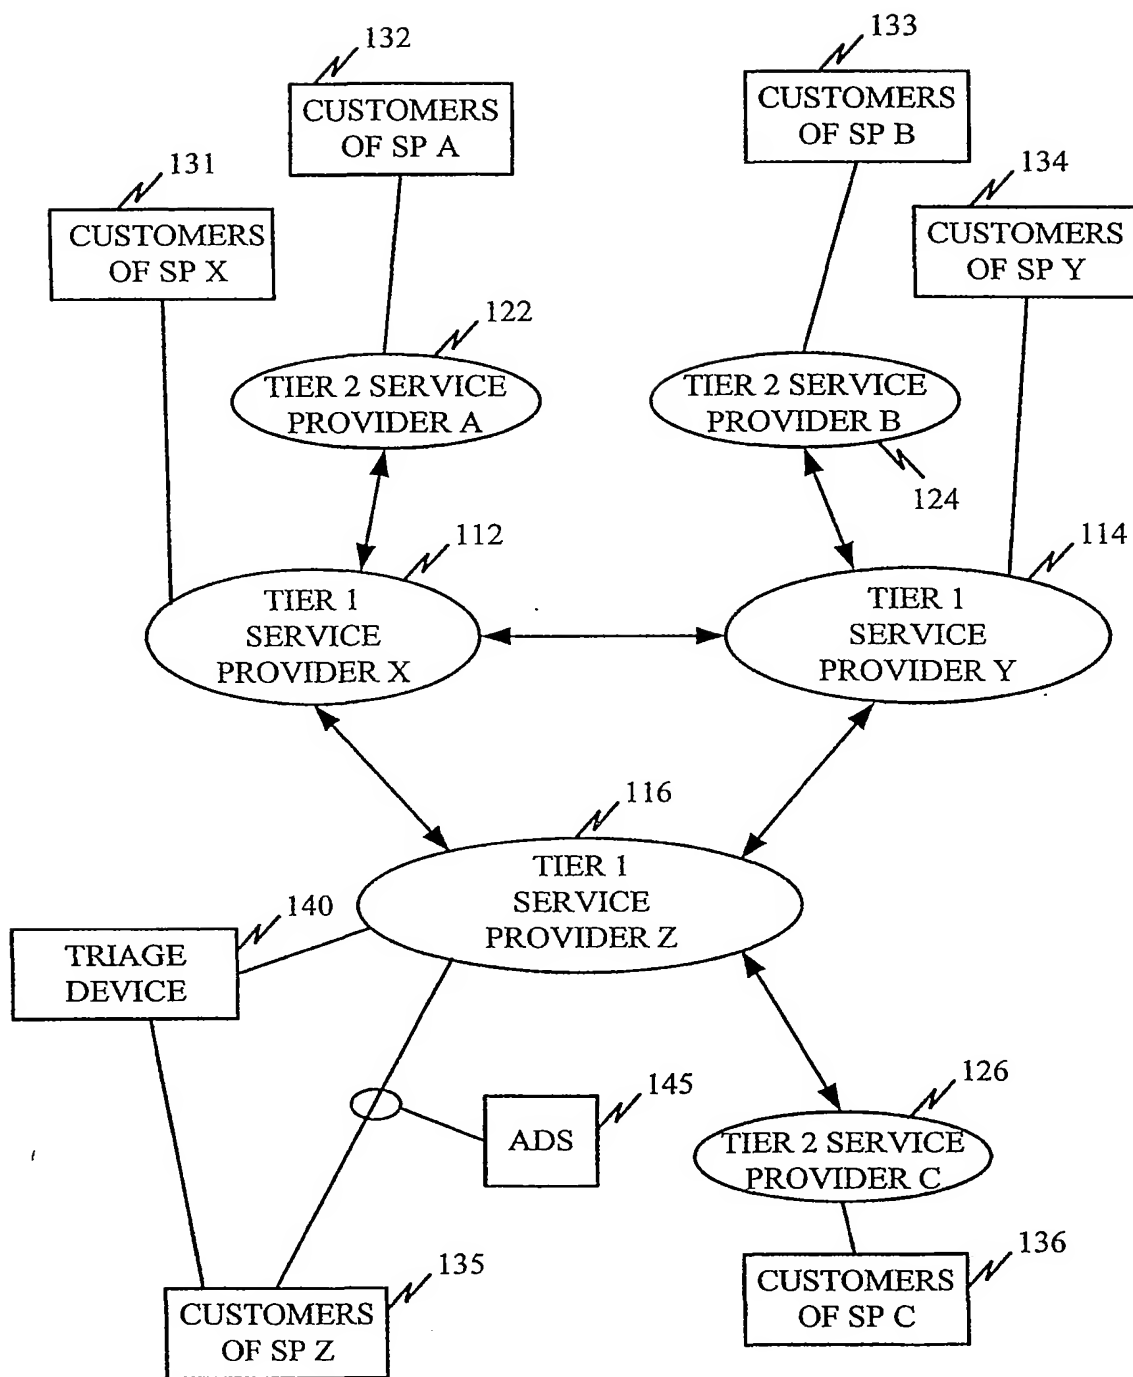 132
CUSTOMERS
OF SP A
133
CUSTOMERS
OF SP B
131
CUSTOMERS
OF SP X
134
CUSTOMERS
OF SP Y
122
TIER 2 SERVICE
PROVIDER A
TIER 2 SERVICE
PROVIDER B
124
112
TIER 1
SERVICE
PROVIDER X
114
TIER 1
SERVICE
PROVIDER Y
116
TIER 1
SERVICE
PROVIDER Z
140
TRIAGE
DEVICE
145
ADS
126
TIER 2 SERVICE
PROVIDER C
135
CUSTOMERS
OF SP Z
136
CUSTOMERS
OF SP C